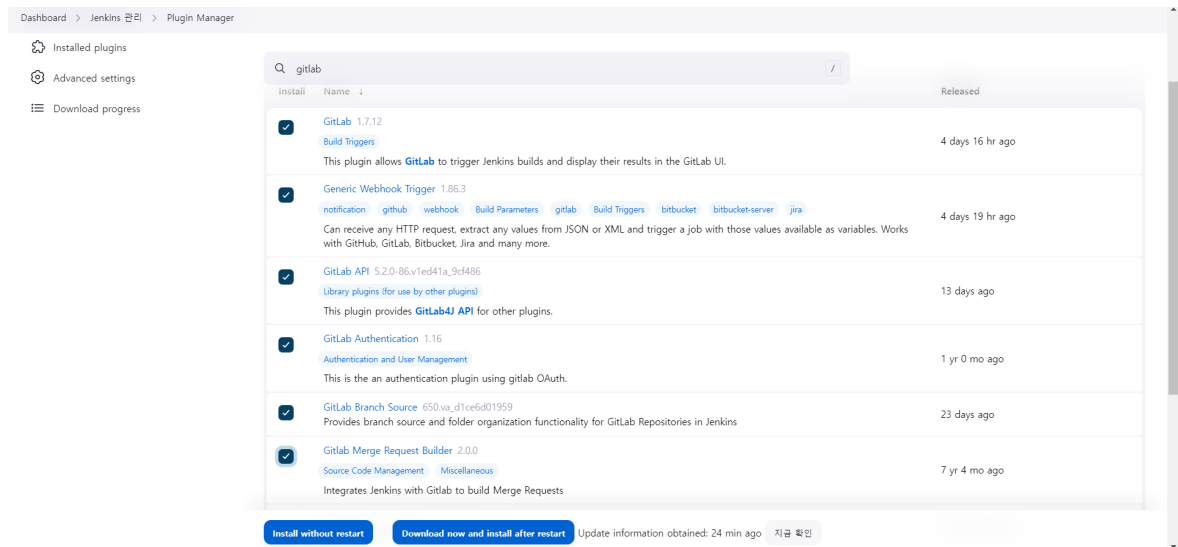 Dashboard > Jenkins 관리 > Plugin Manager
Installed plugins
Advanced settings
Download progress
gitlab /
Install Name ↓ Released
GitLab 1.7.12
Build Triggers
This plugin allows GitLab to trigger Jenkins builds and display their results in the GitLab UI.
4 days 16 hr ago
Generic Webhook Trigger 1.86.3
notification github webhook Build Parameters gitlab Build Triggers bitbucket bitbucket-server jira
Can receive any HTTP request, extract any values from JSON or XML and trigger a job with those values available as variables. Works
with GitHub, GitLab, Bitbucket, Jira and many more.
4 days 19 hr ago
GitLab API 5.2.0-86.v1ed41a_9cf486
Library plugins (for use by other plugins)
This plugin provides GitLab4J API for other plugins.
13 days ago
GitLab Authentication 1.16
Authentication and User Management
This is the an authentication plugin using gitlab OAuth.
1 yr 0 mo ago
GitLab Branch Source 650.va_d1ce6d01959
Provides branch source and folder organization functionality for GitLab Repositories in Jenkins
23 days ago
Gitlab Merge Request Builder 2.0.0
Source Code Management Miscellaneous
Integrates Jenkins with Gitlab to build Merge Requests
7 yr 4 mo ago
Install without restart Download now and install after restart Update information obtained: 24 min ago 지금 확인